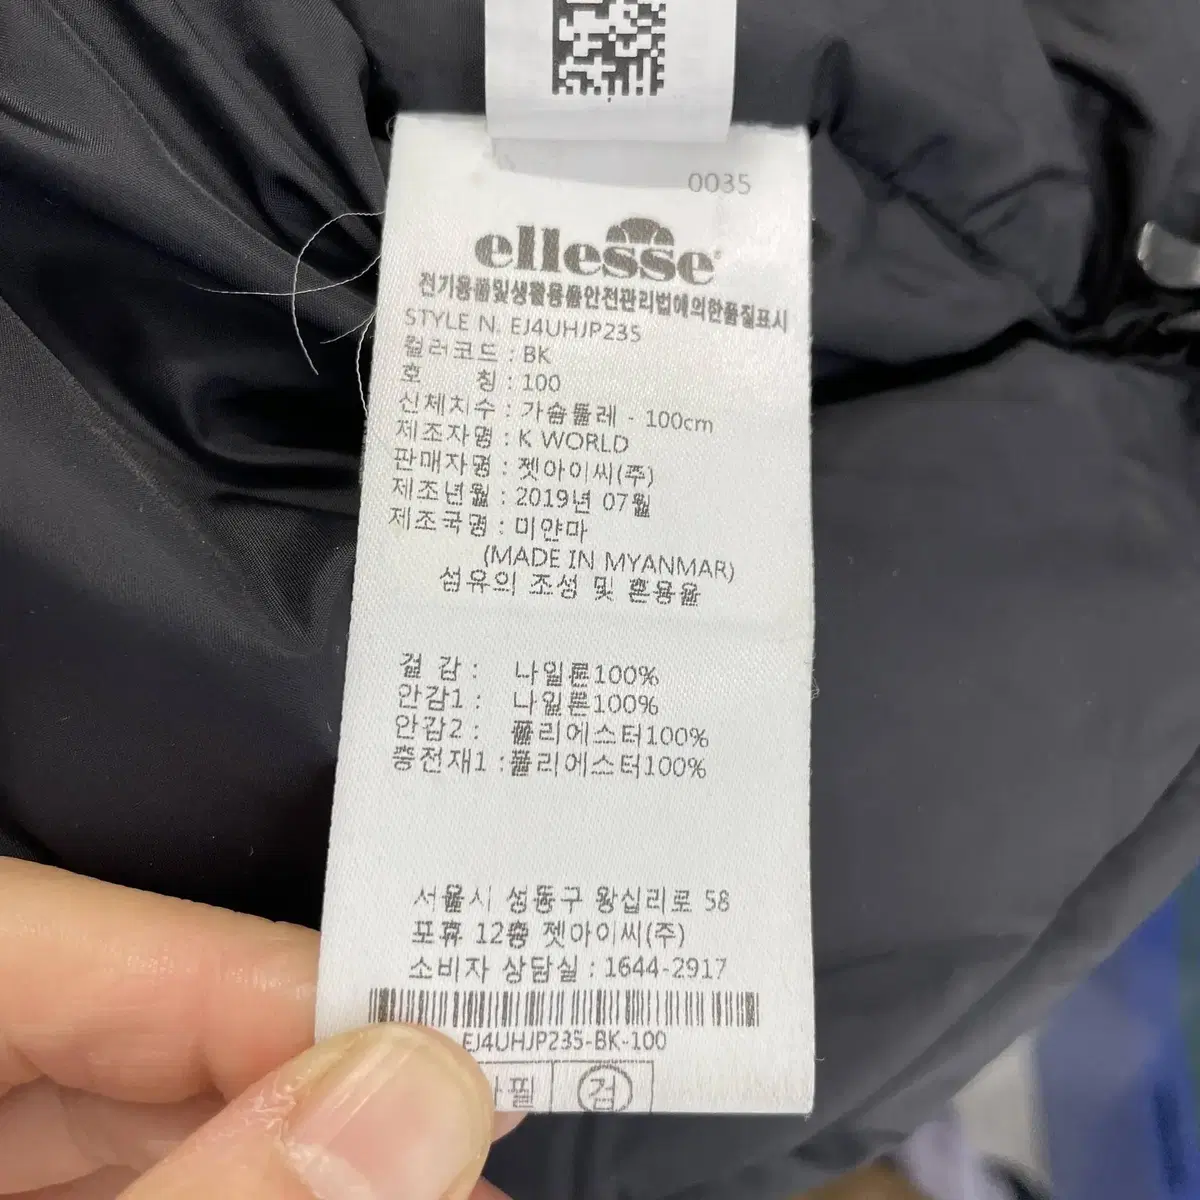 0035
ellesse
전기용품및생활용품안전관리법에의한품질표시
STYLE N. EJ4UHJP235
컬러코드 : BK
호 칭 : 100
신체치수 : 가슴둘레 - 100cm
제조자명 : K WORLD
판매자명 : 젯아이씨(주)
제조년월 : 2019년 07월
제조국명 : 미얀마
(MADE IN MYANMAR)
섬유의 조성 및 혼용율
겉 감 : 나일론100%
안감1 : 나일론100%
안감2 : 폴리에스터100%
충전재1 : 폴리에스터100%
서울시 성동구 왕십리로 58
포휴 12층 젯아이씨(주)
소비자 상담실 : 1644-2917
EJ4UHJP235-BK-100
필 검